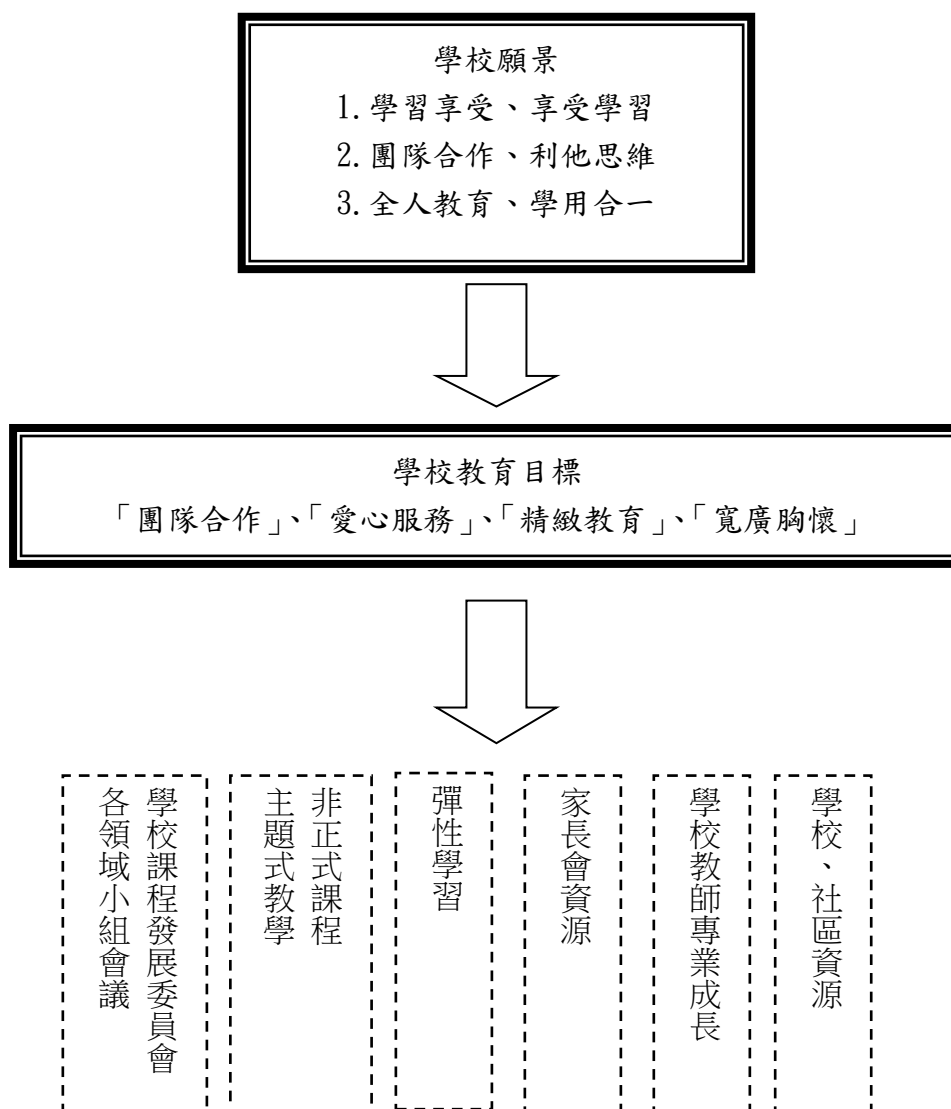 學校願景
1.學習享受、享受學習
2.團隊合作、利他思維
3.全人教育、學用合一
學校教育目標
「團隊合作」、「愛心服務」、「精緻教育」、「寬廣胸懷」
學校課程發展委員會
各領域小組會議
非正式課程
主題式教學
彈性學習
家長會資源
學校教師專業成長
學校、社區資源